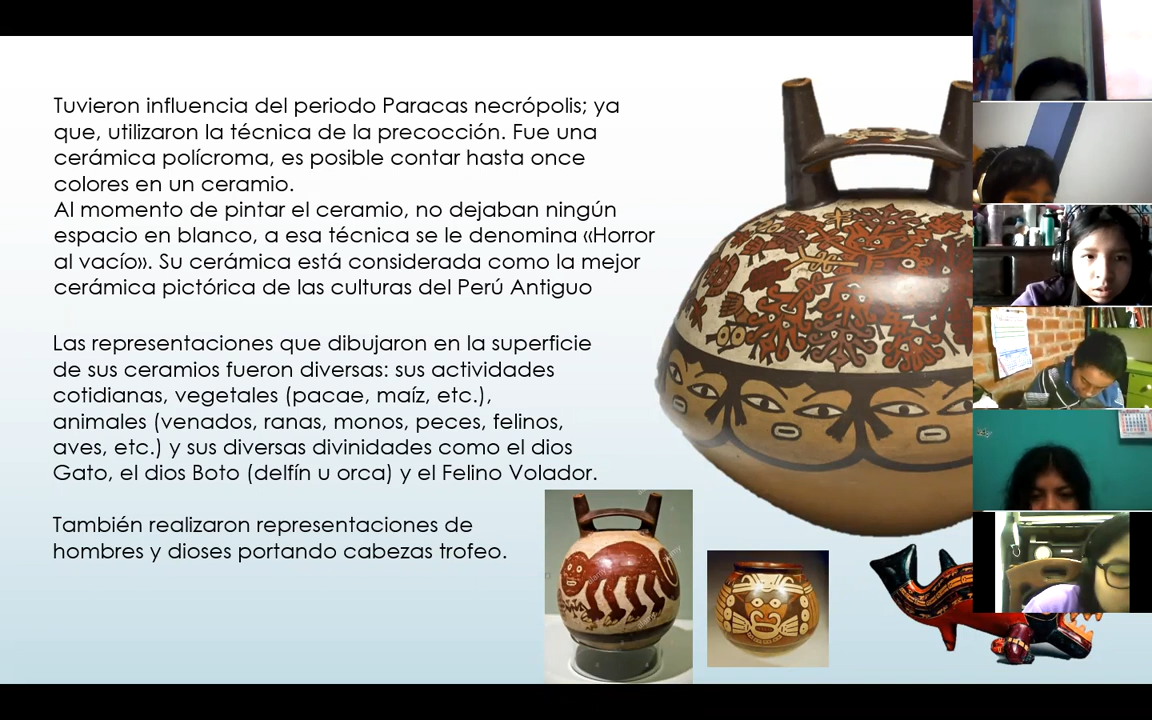 Tuvieron influencia del periodo Paracas necrópolis; ya
que, utilizaron la técnica de la precocción. Fue una
cerámica polícroma, es posible contar hasta once
colores en un ceramio.
Al momento de pintar el ceramio, no dejaban ningún
espacio en blanco, a esa técnica se le denomina «Horror
al vacío». Su cerámica está considerada como la mejor
cerámica pictórica de las culturas del Perú Antiguo
Las representaciones que dibujaron en la superficie
de sus ceramios fueron diversas: sus actividades
cotidianas, vegetales (pacae, maíz, etc.),
animales (venados, ranas, monos, peces, felinos,
aves, etc.) y sus diversas divinidades como el dios
Gato, el dios Boto (delfín u orca) y el Felino Volador.
También realizaron representaciones de
hombres y dioses portando cabezas trofeo.